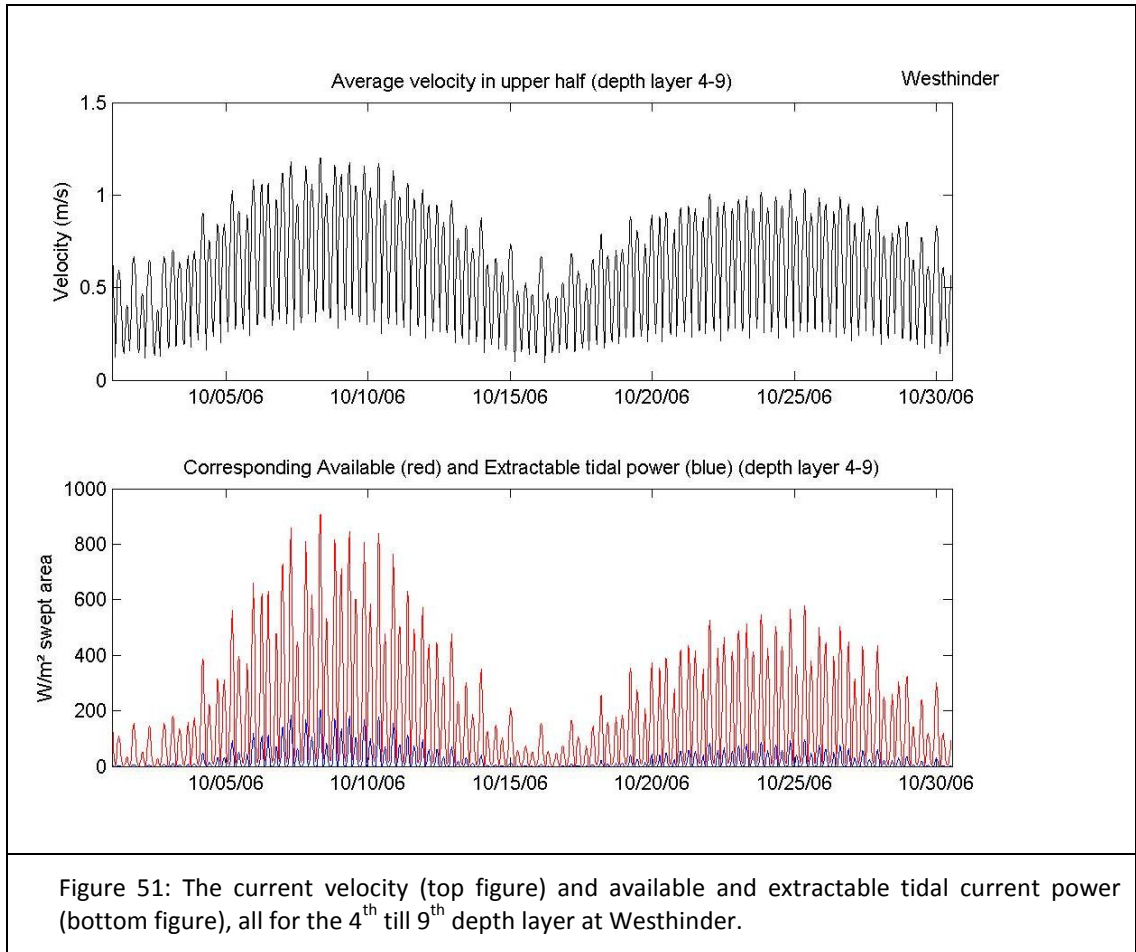 Average velocity in upper half (depth layer 4-9)
Westhinder
Velocity (m/s)
1.5
1
0.5
0
10/05/06 10/10/06 10/15/06 10/20/06 10/25/06 10/30/06
Corresponding Available (red) and Extractable tidal power (blue) (depth layer 4-9)
W/m² swept area
1000
800
600
400
200
0
10/05/06 10/10/06 10/15/06 10/20/06 10/25/06 10/30/06
Figure 51: The current velocity (top figure) and available and extractable tidal current power
(bottom figure), all for the 4th till 9th depth layer at Westhinder.